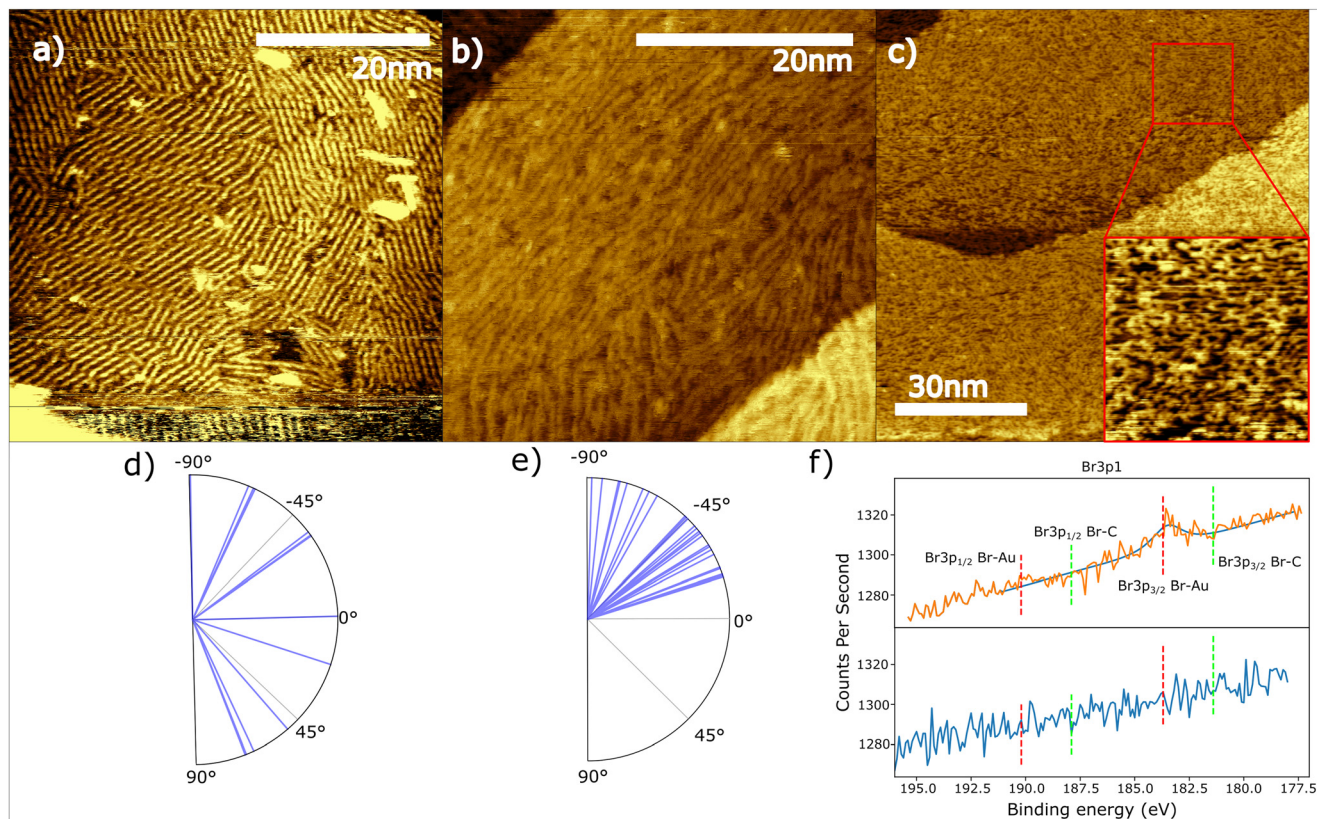 a)
20nm
b)
20nm
c)
30nm
d)
-90°
-45°
0°
45°
90°
e)
-90°
-45°
0°
45°
90°
f)
Br3p1
Counts Per Second
1320
1300
1280
Br3p1/2 Br-Au
Br3p1/2 Br-C
Br3p3/2 Br-Au
Br3p3/2 Br-C
1320
1300
1280
195.0 192.5 190.0 187.5 185.0 182.5 180.0 177.5
Binding energy (eV)